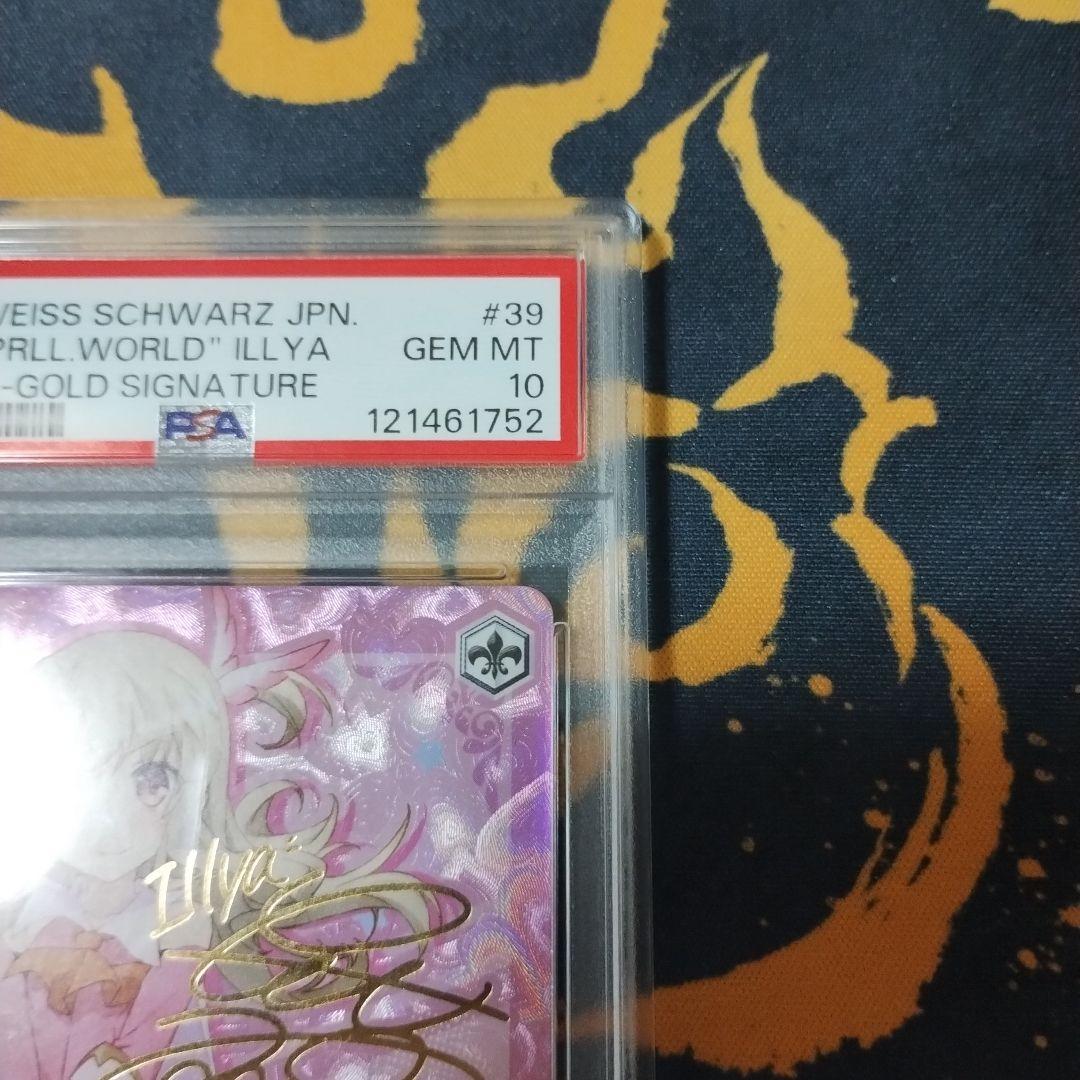 WEISS SCHWARZ JPN. #39
PRLL.WORLD" ILLYA GEM MT
-GOLD SIGNATURE 10
PSA 121461752
Illya